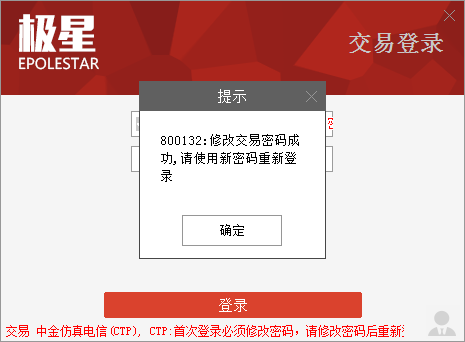 极星
EPOLESTAR
交易登录
提示
800132:修改交易密码成
功,请使用新密码重新登
录
确定
登录
交易 中金仿真电信(CTP), CTP:首次登录必须修改密码，请修改密码后重新